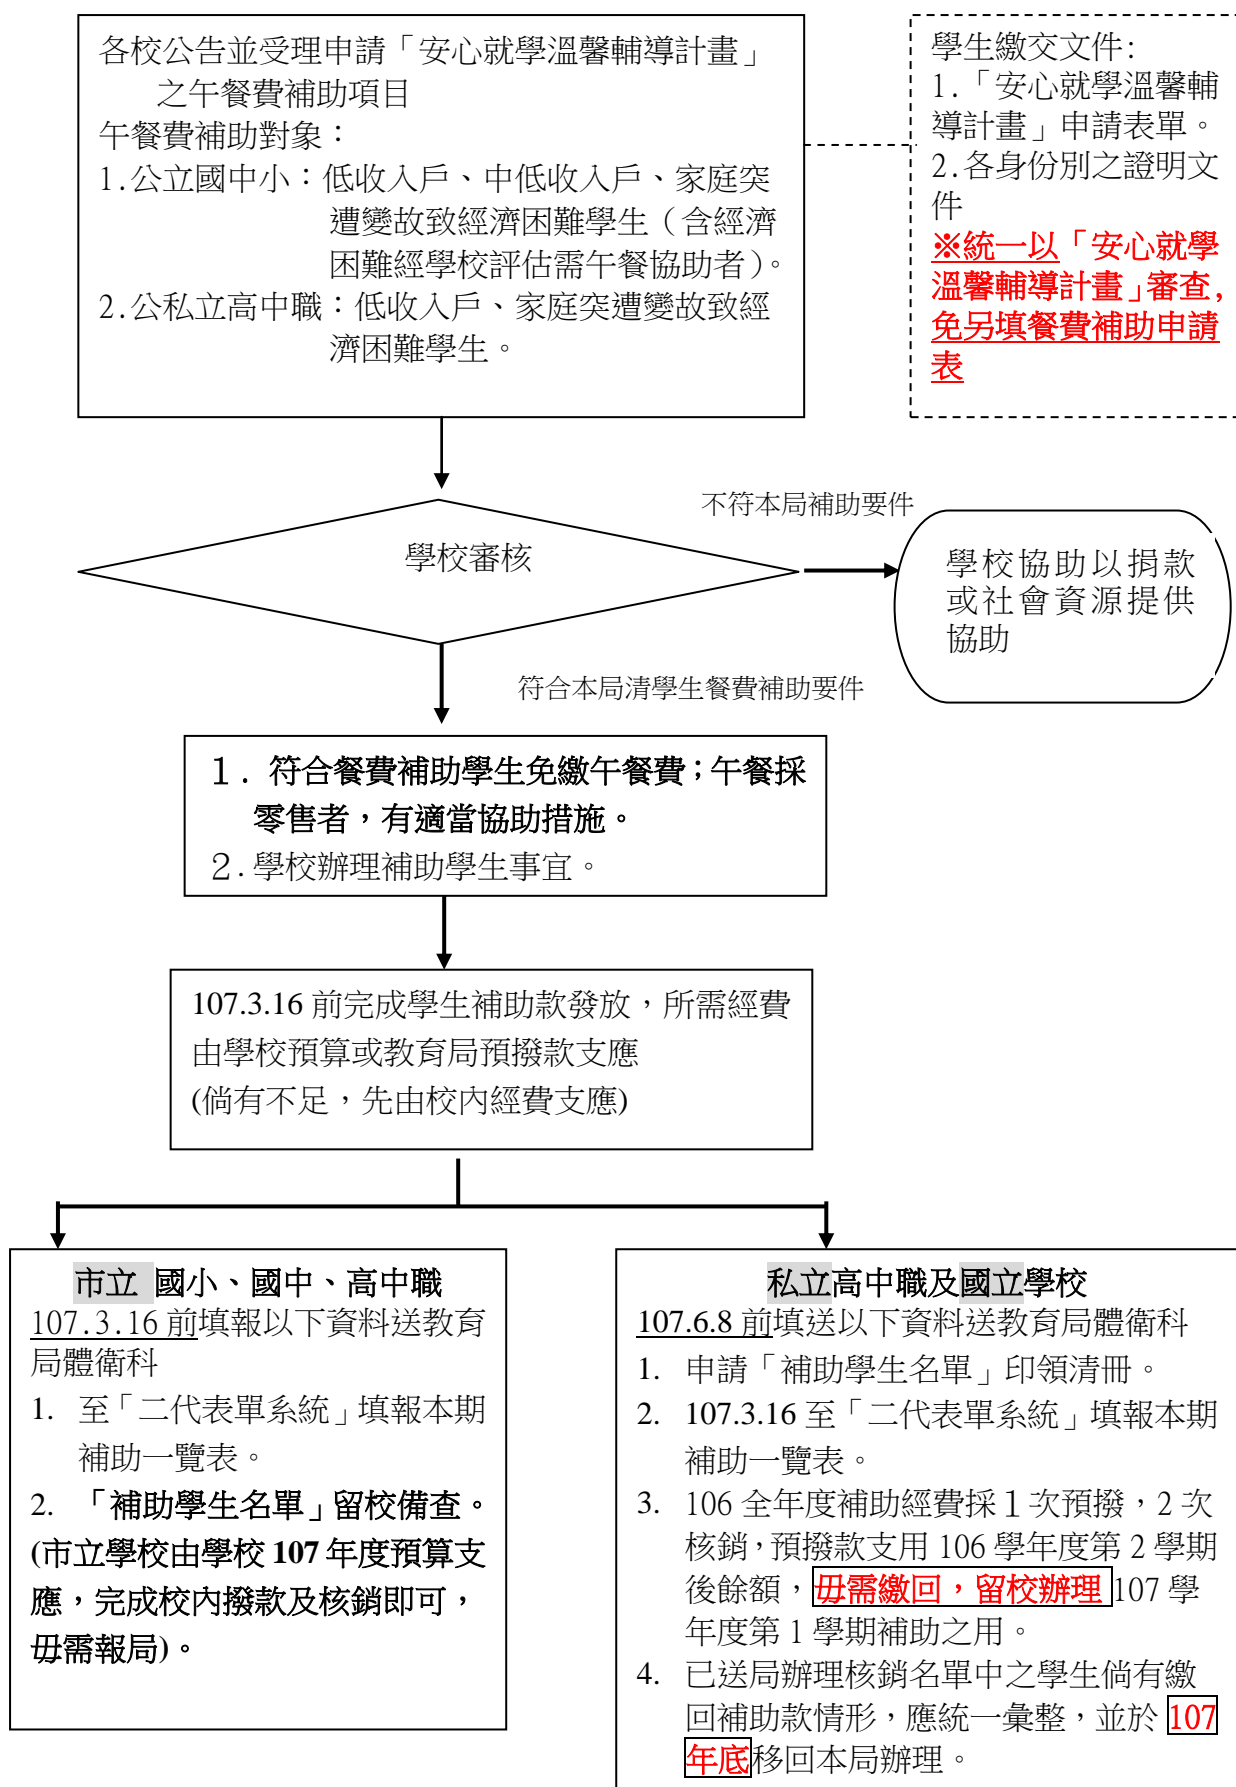 各校公告並受理申請「安心就學溫馨輔導計畫」
之午餐費補助項目
午餐費補助對象：
1.公立國中小：低收入戶、中低收入戶、家庭突
遭變故致經濟困難學生（含經濟
困難經學校評估需午餐協助者）。
2.公私立高中職：低收入戶、家庭突遭變故致經
濟困難學生。
學生繳交文件:
1.「安心就學溫馨輔
導計畫」申請表單。
2.各身份別之證明文
件
※統一以「安心就學
溫馨輔導計畫」審查,
免另填餐費補助申請
表
學校審核
不符本局補助要件
學校協助以捐款
或社會資源提供
協助
符合本局清學生餐費補助要件
１. 符合餐費補助學生免繳午餐費；午餐採
零售者，有適當協助措施。
２.學校辦理補助學生事宜。
107.3.16 前完成學生補助款發放，所需經費
由學校預算或教育局預撥款支應
(倘有不足，先由校內經費支應)
市立 國小、國中、高中職
107.3.16 前填報以下資料送教育
局體衛科
1. 至「二代表單系統」填報本期
補助一覽表。
2. 「補助學生名單」留校備查。
(市立學校由學校 107 年度預算支
應，完成校內撥款及核銷即可，
毋需報局)。
私立高中職及國立學校
107.6.8 前填送以下資料送教育局體衛科
1. 申請「補助學生名單」印領清冊。
2. 107.3.16 至「二代表單系統」填報本期
補助一覽表。
3. 106 全年度補助經費採１次預撥，2 次
核銷，預撥款支用 106 學年度第 2 學期
後餘額，毋需繳回，留校辦理 107 學
年度第 1 學期補助之用。
4. 已送局辦理核銷名單中之學生倘有繳
回補助款情形，應統一彙整，並於 107
年底移回本局辦理。